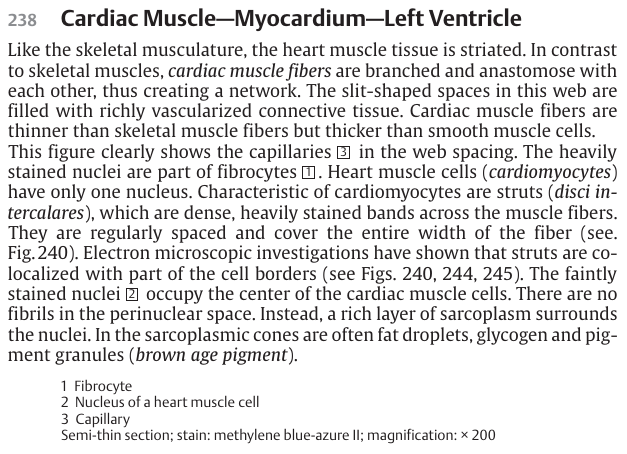 238 Cardiac Muscle—Myocardium—Left Ventricle
Like the skeletal musculature, the heart muscle tissue is striated. In contrast
to skeletal muscles, cardiac muscle fibers are branched and anastomose with
each other, thus creating a network. The slit-shaped spaces in this web are
filled with richly vascularized connective tissue. Cardiac muscle fibers are
thinner than skeletal muscle fibers but thicker than smooth muscle cells.
This figure clearly shows the capillaries 3 in the web spacing. The heavily
stained nuclei are part of fibrocytes 1. Heart muscle cells (cardiomyocytes)
have only one nucleus. Characteristic of cardiomyocytes are struts (disci in-
tercalares), which are dense, heavily stained bands across the muscle fibers.
They are regularly spaced and cover the entire width of the fiber (see.
Fig. 240). Electron microscopic investigations have shown that struts are co-
localized with part of the cell borders (see Figs. 240, 244, 245). The faintly
stained nuclei 2 occupy the center of the cardiac muscle cells. There are no
fibrils in the perinuclear space. Instead, a rich layer of sarcoplasm surrounds
the nuclei. In the sarcoplasmic cones are often fat droplets, glycogen and pig-
ment granules (brown age pigment).
1 Fibrocyte
2 Nucleus of a heart muscle cell
3 Capillary
Semi-thin section; stain: methylene blue-azure II; magnification: × 200